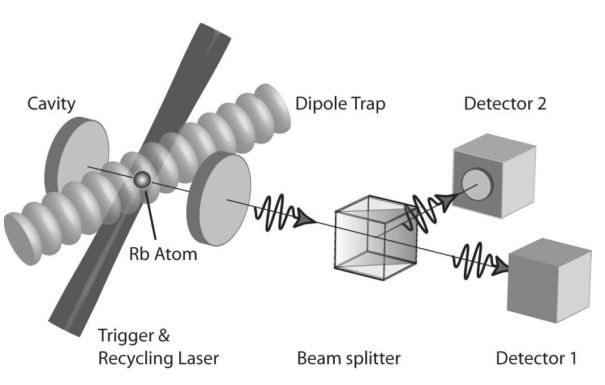 Cavity
Dipole Trap
Detector 2
Rb Atom
Trigger &
Recycling Laser
Beam splitter
Detector 1